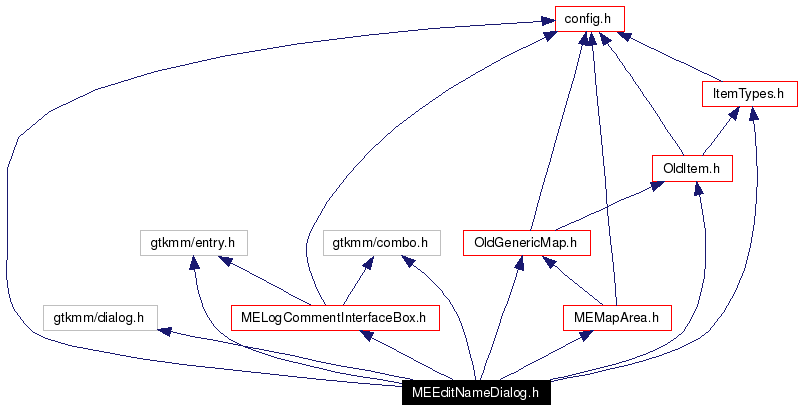 config.h
ItemTypes.h
OldItem.h
gtkmm/entry.h
gtkmm/combo.h
OldGenericMap.h
gtkmm/dialog.h
MELogCommentInterfaceBox.h
MEMapArea.h
MEEditNameDialog.h